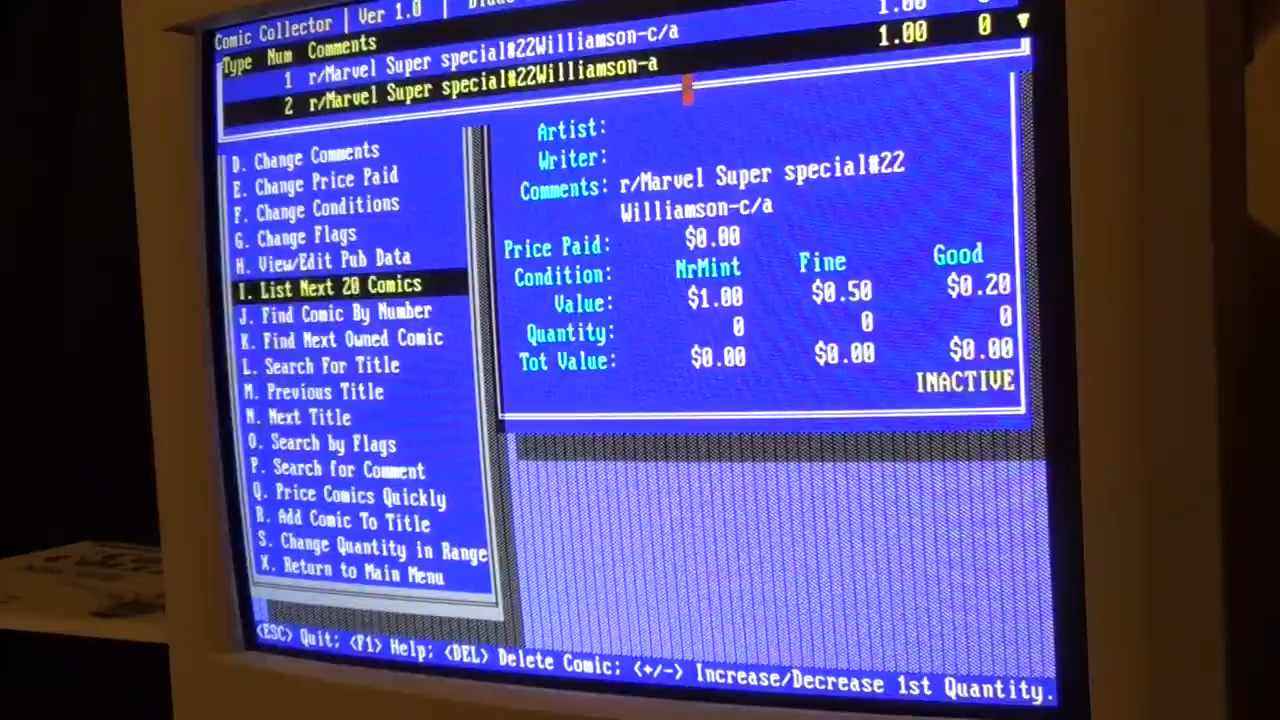 Comic Collector | Ver 1.0 |
1.00
Type Num Comments
1 r/Marvel Super special#22Williamson-c/a
1.00 0 ▼
2 r/Marvel Super special#22Williamson-a
D. Change Comments
E. Change Price Paid
F. Change Conditions
G. Change Flags
H. View/Edit Pub Data
I. List Next 20 Comics
J. Find Comic By Number
K. Find Next Owned Comic
L. Search For Title
M. Previous Title
N. Next Title
O. Search by Flags
P. Search for Comment
Q. Price Comics Quickly
R. Add Comic To Title
S. Change Quantity in Range
X. Return to Main Menu
Artist:
Writer:
Comments: r/Marvel Super special#22
Williamson-c/a
Price Paid: $0.00
Condition: NrMint Fine Good
Value: $1.00 $0.50 $0.20
Quantity: 0 0 0
Tot Value: $0.00 $0.00 $0.00
INACTIVE
<ESC> Quit; <F1> Help; <DEL> Delete Comic; <+/-> Increase/Decrease 1st Quantity.